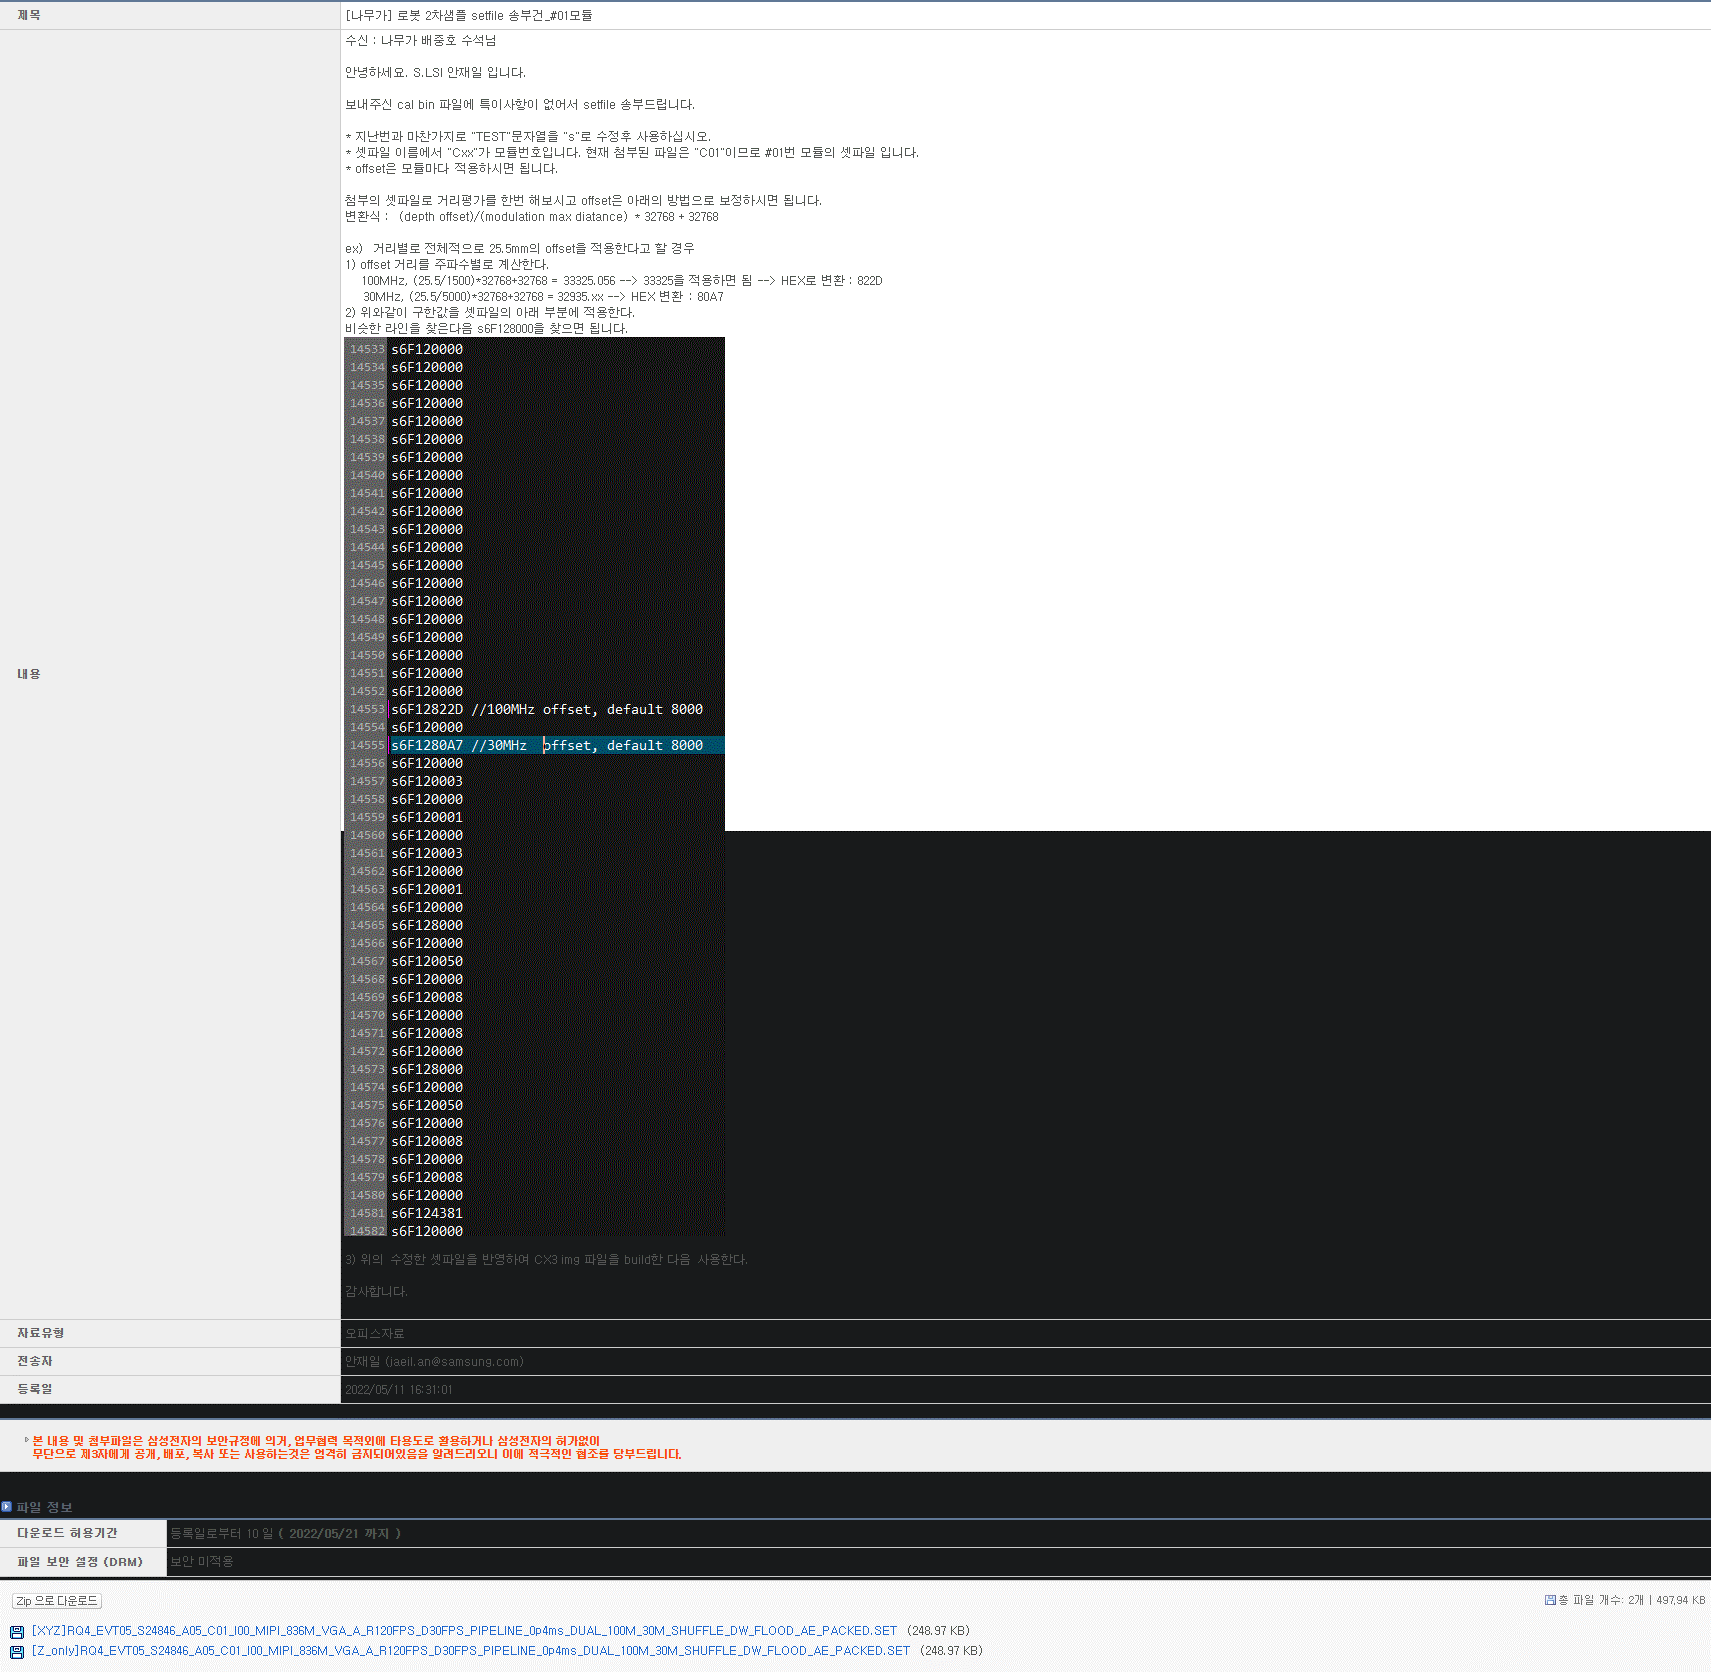 제목
[나무가] 로봇 2차샘플 setfile 송부건_#01모듈
내용
수신 : 나무가 배중호 수석님
안녕하세요. S.LSI 안재일 입니다.
보내주신 cal bin 파일에 특이사항이 없어서 setfile 송부드립니다.
* 지난번과 마찬가지로 "TEST"문자열을 "s"로 수정후 사용하십시오.
* 셋파일 이름에서 "Cxx"가 모듈번호입니다. 현재 첨부된 파일은 "C01"이므로 #01번 모듈의 셋파일 입니다.
* offset은 모듈마다 적용하시면 됩니다.
첨부의 셋파일로 거리평가를 한번 해보시고 offset은 아래의 방법으로 보정하시면 됩니다.
변환식 : (depth offset)/(modulation max diatance) * 32768 + 32768
ex) 거리별로 전체적으로 25.5mm의 offset을 적용한다고 할 경우
1) offset 거리를 주파수별로 계산한다.
100MHz, (25.5/1500)*32768+32768 = 33325.056 --> 33325을 적용하면 됨 --> HEX로 변환 : 822D
30MHz, (25.5/5000)*32768+32768 = 32935.xx --> HEX 변환 : 80A7
2) 위와같이 구한값을 셋파일의 아래 부분에 적용한다.
비슷한 라인을 찾은다음 s6F128000을 찾으면 됩니다.
14533 s6F120000
14534 s6F120000
14535 s6F120000
14536 s6F120000
14537 s6F120000
14538 s6F120000
14539 s6F120000
14540 s6F120000
14541 s6F120000
14542 s6F120000
14543 s6F120000
14544 s6F120000
14545 s6F120000
14546 s6F120000
14547 s6F120000
14548 s6F120000
14549 s6F120000
14550 s6F120000
14551 s6F120000
14552 s6F120000
14553 s6F12822D //100MHz offset, default 8000
14554 s6F120000
14555 s6F1280A7 //30MHz offset, default 8000
14556 s6F120000
14557 s6F120003
14558 s6F120000
14559 s6F120001
14560 s6F120000
14561 s6F120003
14562 s6F120000
14563 s6F120001
14564 s6F120000
14565 s6F128000
14566 s6F120000
14567 s6F120050
14568 s6F120000
14569 s6F120008
14570 s6F120000
14571 s6F120008
14572 s6F120000
14573 s6F128000
14574 s6F120000
14575 s6F120050
14576 s6F120000
14577 s6F120008
14578 s6F120000
14579 s6F120008
14580 s6F120000
14581 s6F124381
14582 s6F120000
3) 위의 수정한 셋파일을 반영하여 CX3 img 파일을 build한 다음 사용한다.
감사합니다.
자료유형
오피스자료
전송자
안재일 (jaeil.an@samsung.com)
등록일
2022/05/11 16:31:01
본 내용 및 첨부파일은 삼성전자의 보안규정에 의거, 업무협력 목적외에 타용도로 활용하거나 삼성전자의 허가없이
무단으로 제3자에게 공개, 배포, 복사 또는 사용하는것은 엄격히 금지되어있음을 알려드리오니 이에 적극적인 협조를 당부드립니다.
파일 정보
다운로드 허용기간
등록일로부터 10 일 ( 2022/05/21 까지 )
파일 보안 설정 (DRM)
보안 미적용
Zip 으로 다운로드
총 파일 개수: 2개 | 497.94 KB
[XYZ]RQ4_EVT05_S24846_A05_C01_I00_MIPI_836M_VGA_A_R120FPS_D30FPS_PIPELINE_0p4ms_DUAL_100M_30M_SHUFFLE_DW_FLOOD_AE_PACKED.SET (248.97 KB)
[Z_only]RQ4_EVT05_S24846_A05_C01_I00_MIPI_836M_VGA_A_R120FPS_D30FPS_PIPELINE_0p4ms_DUAL_100M_30M_SHUFFLE_DW_FLOOD_AE_PACKED.SET (248.97 KB)